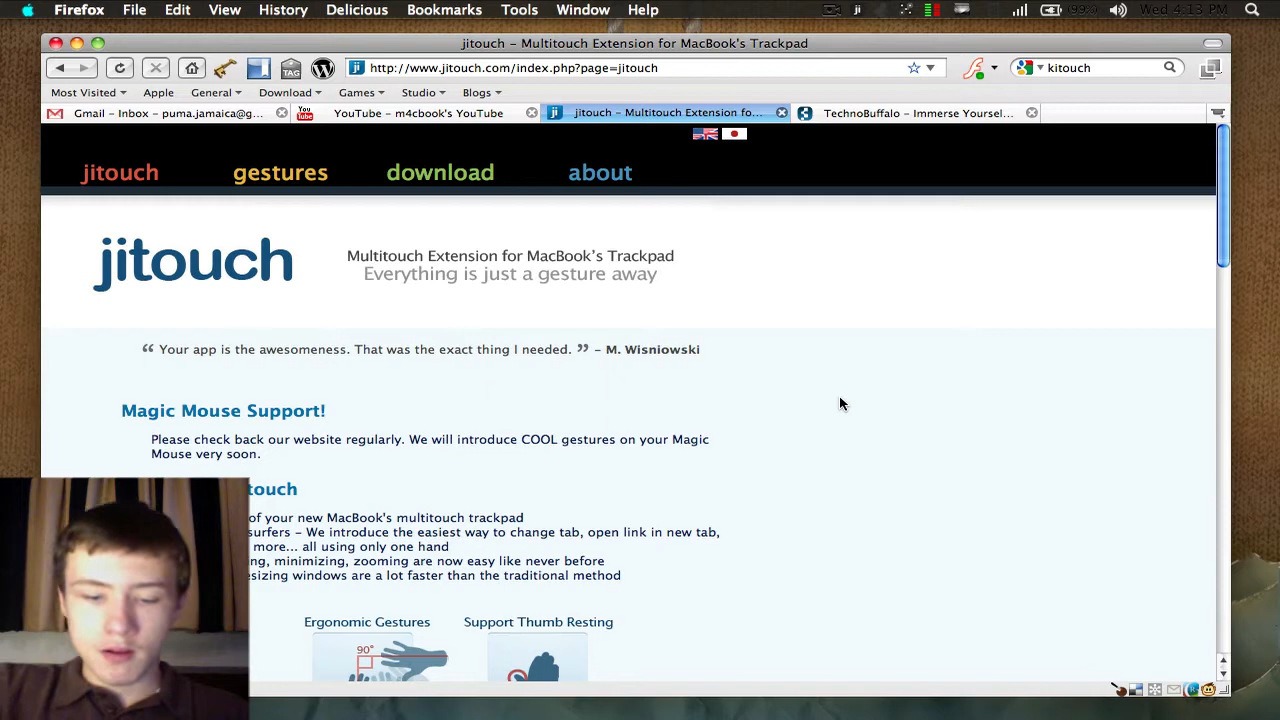 Firefox File Edit View History Delicious Bookmarks Tools Window Help ji (99%) Wed 4:13 PM
jitouch – Multitouch Extension for MacBook's Trackpad
TAG http://www.jitouch.com/index.php?page=jitouch kitouch
Most Visited Apple General Download Games Studio Blogs
Gmail - Inbox - puma.jamaica@g... You Tube YouTube - m4cbook's YouTube ji jitouch - Multitouch Extension fo... TechnoBuffalo - Immerse Yoursel...
jitouch gestures download about
jitouch
Multitouch Extension for MacBook's Trackpad
Everything is just a gesture away
“ Your app is the awesomeness. That was the exact thing I needed. ” – M. Wisniowski
Magic Mouse Support!
Please check back our website regularly. We will introduce COOL gestures on your Magic
Mouse very soon.
touch
of your new MacBook's multitouch trackpad
surfers – We introduce the easiest way to change tab, open link in new tab,
more... all using only one hand
ng, minimizing, zooming are now easy like never before
esizing windows are a lot faster than the traditional method
Ergonomic Gestures Support Thumb Resting
90°